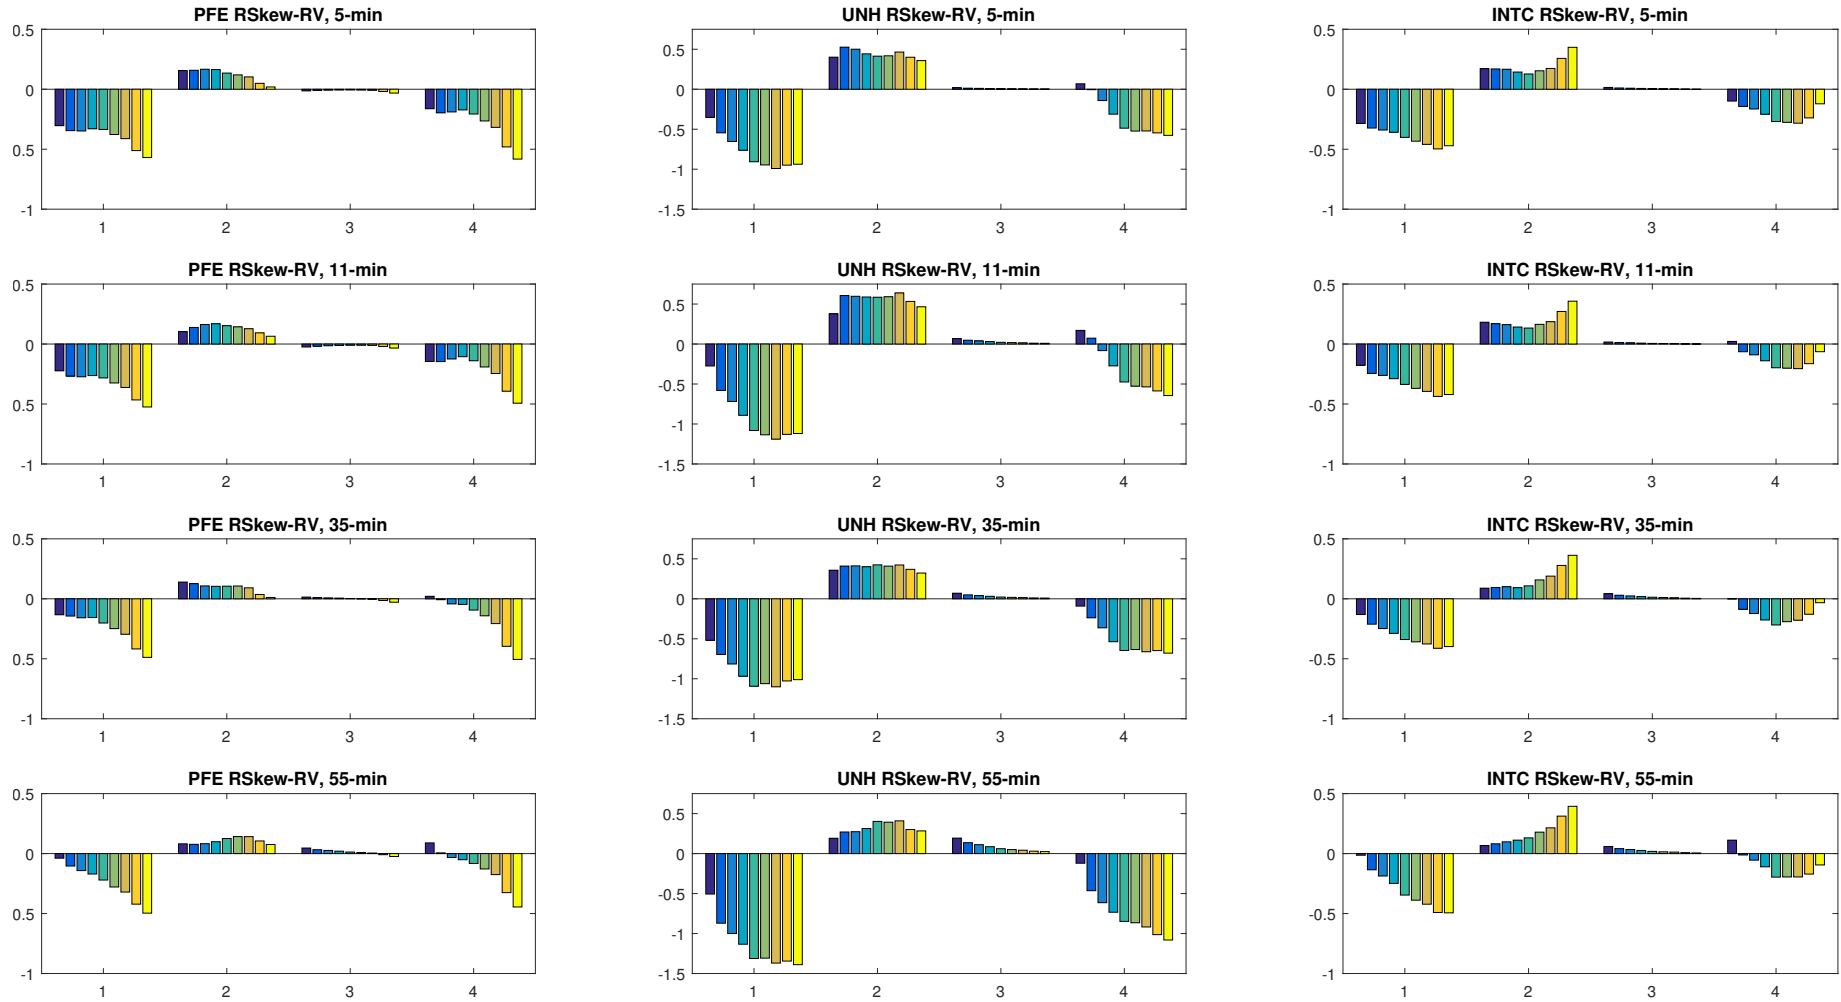 PFE RSkew-RV, 5-min
0.5
0
0.5
-1
1 2 3 4
UNH RSkew-RV, 5-min
0.5
0
-0.5
-1
-1.5
1 2 3 4
INTC RSkew-RV, 5-min
0.5
0
-0.5
-1
1 2 3 4
PFE RSkew-RV, 11-min
0.5
0
0.5
-1
1 2 3 4
UNH RSkew-RV, 11-min
0.5
0
-0.5
-1
-1.5
1 2 3 4
INTC RSkew-RV, 11-min
0.5
0
-0.5
-1
1 2 3 4
PFE RSkew-RV, 35-min
0.5
0
0.5
-1
1 2 3 4
UNH RSkew-RV, 35-min
0.5
0
-0.5
-1
-1.5
1 2 3 4
INTC RSkew-RV, 35-min
0.5
0
-0.5
-1
1 2 3 4
PFE RSkew-RV, 55-min
0.5
0
0.5
-1
1 2 3 4
UNH RSkew-RV, 55-min
0.5
0
-0.5
-1
-1.5
1 2 3 4
INTC RSkew-RV, 55-min
0.5
0
-0.5
-1
1 2 3 4